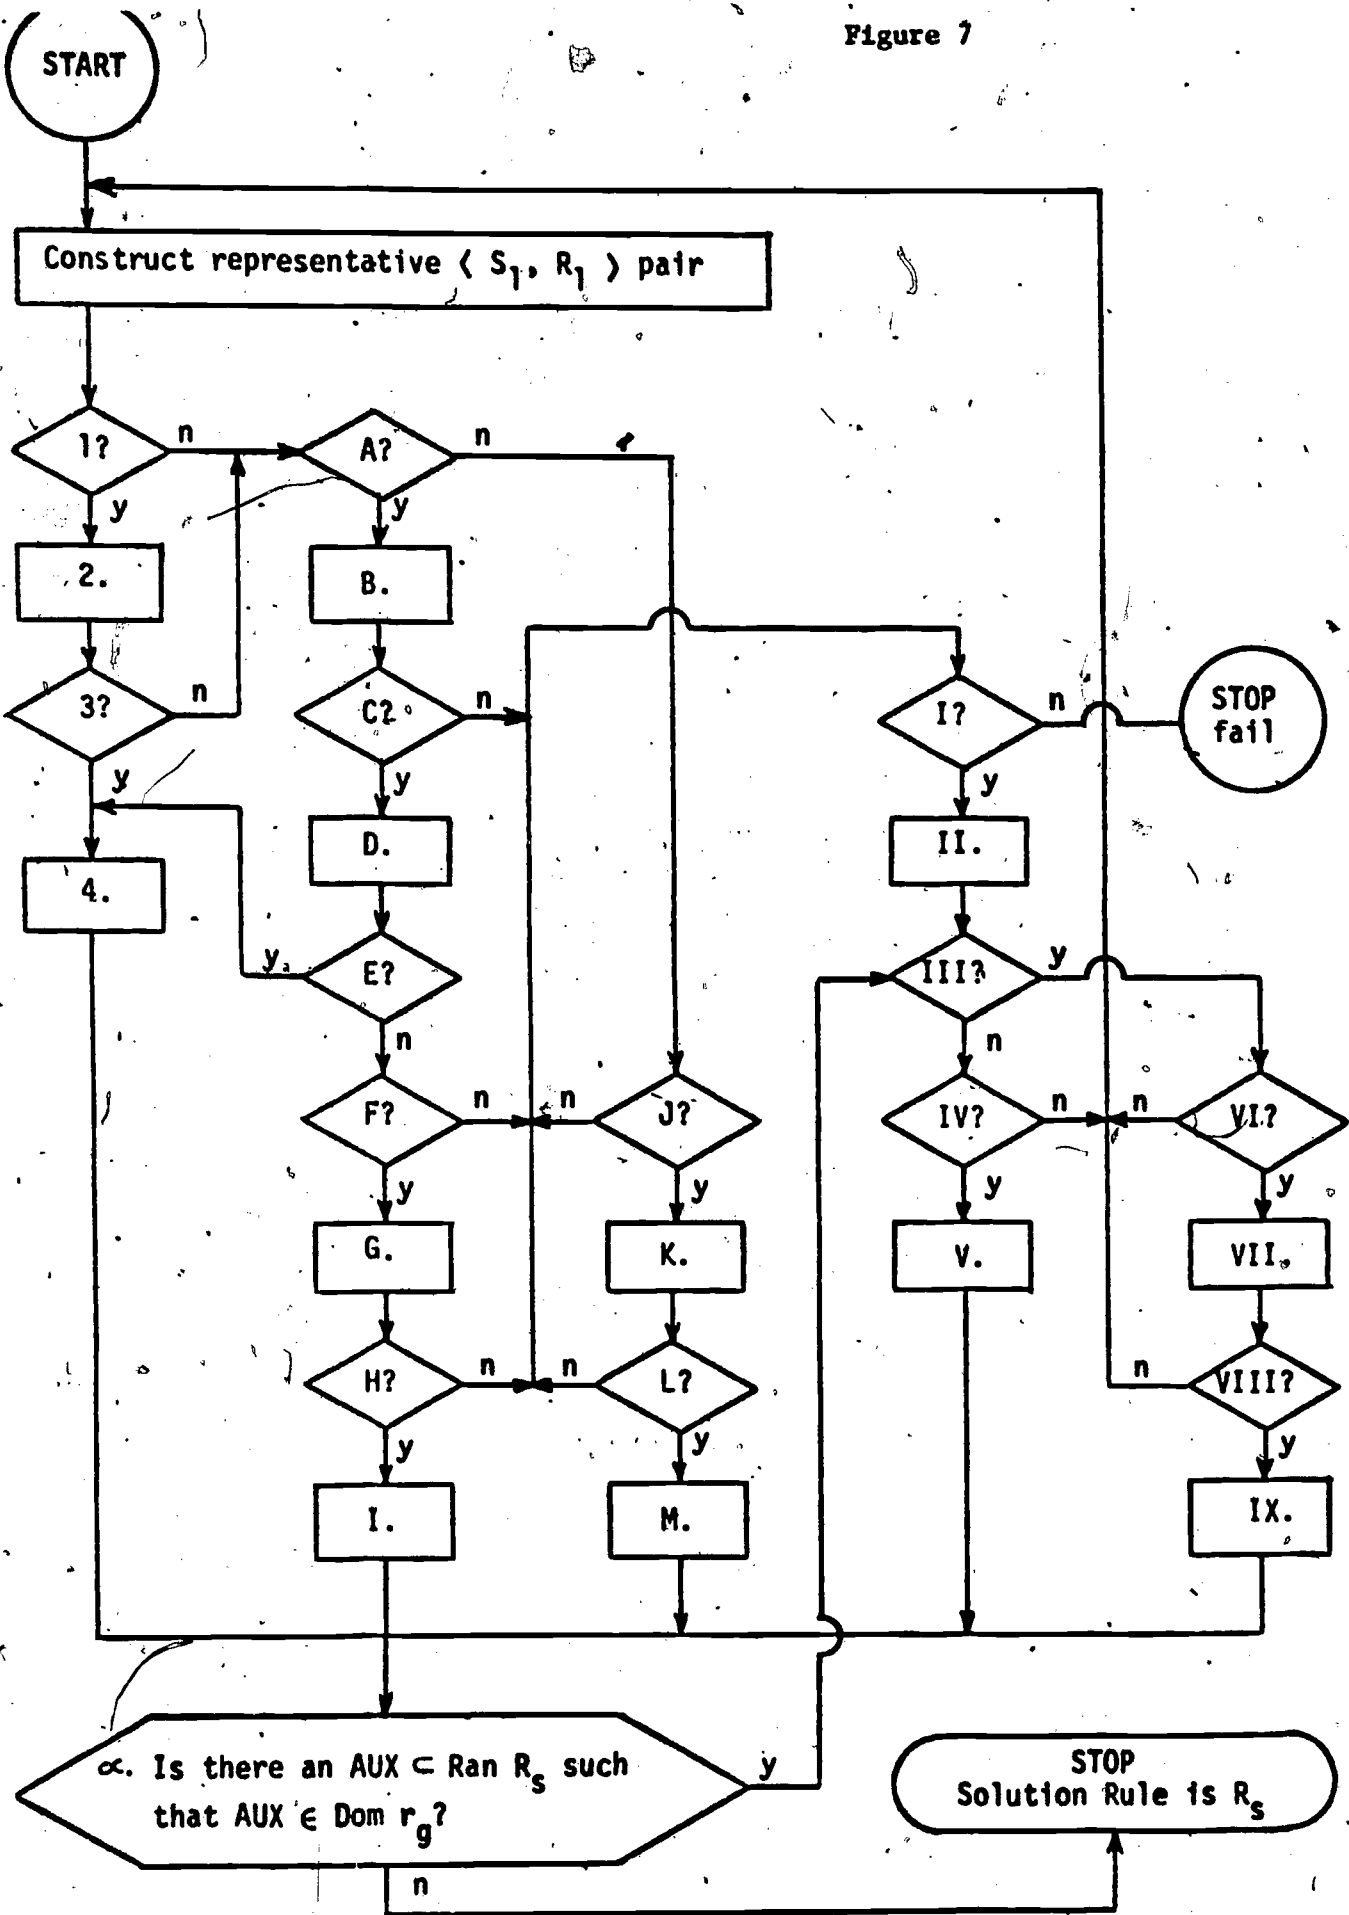 Figure 7
START
Construct representative ⟨ S₁, R₁ ⟩ pair
1?
n
A?
n
y
y
2.
B.
3?
n
C?
n
I?
n
STOP
fail
y
y
y
4.
D.
II.
y
E?
III?
y
n
n
F?
n
n
J?
IV?
n
n
VI?
y
y
y
y
G.
K.
V.
VII.
H?
n
n
L?
n
VIII?
y
y
y
I.
M.
IX.
∝. Is there an AUX ⊂ Ran Rₛ such
that AUX ∈ Dom r_g?
y
n
STOP
Solution Rule is Rₛ